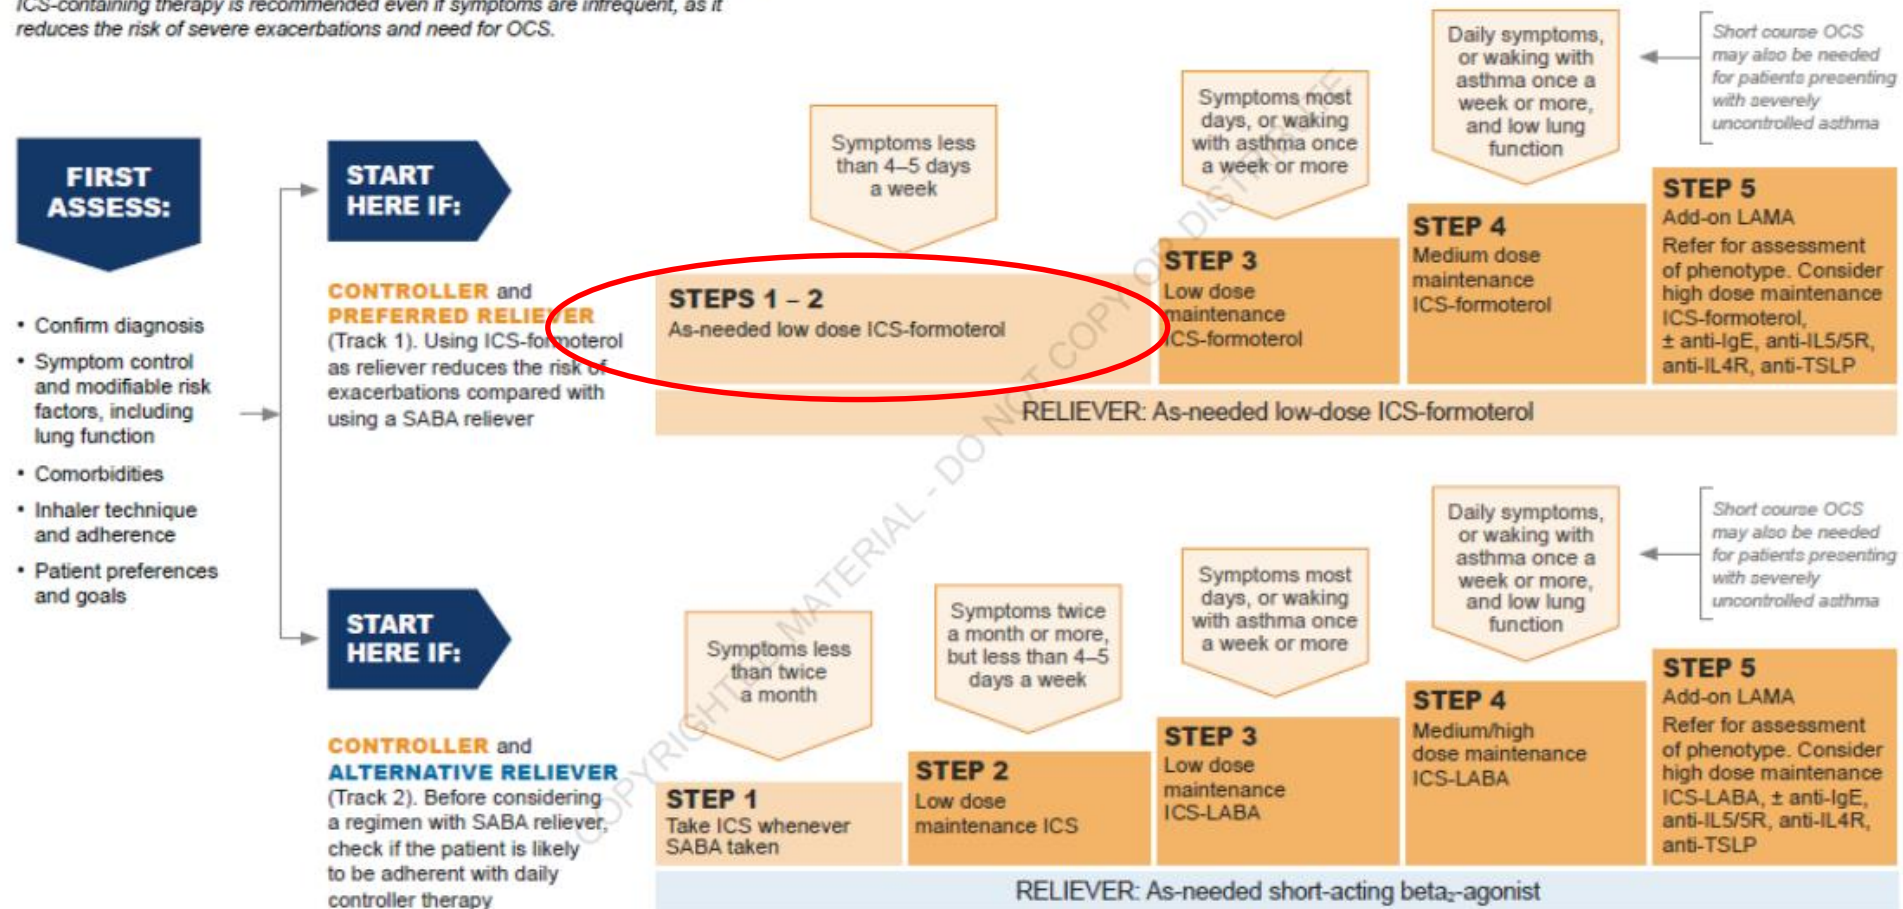 ICS-containing therapy is recommended even if symptoms are infrequent, as it
reduces the risk of severe exacerbations and need for OCS.
FIRST
ASSESS:
• Confirm diagnosis
• Symptom control
and modifiable risk
factors, including
lung function
• Comorbidities
• Inhaler technique
and adherence
• Patient preferences
and goals
START
HERE IF:
CONTROLLER and
PREFERRED RELIEVER
(Track 1). Using ICS-formoterol
as reliever reduces the risk of
exacerbations compared with
using a SABA reliever
Symptoms less
than 4–5 days
a week
Symptoms most
days, or waking
with asthma once
a week or more
Daily symptoms,
or waking with
asthma once a
week or more,
and low lung
function
Short course OCS
may also be needed
for patients presenting
with severely
uncontrolled asthma
STEPS 1 – 2
As-needed low dose ICS-formoterol
STEP 3
Low dose
maintenance
ICS-formoterol
STEP 4
Medium dose
maintenance
ICS-formoterol
STEP 5
Add-on LAMA
Refer for assessment
of phenotype. Consider
high dose maintenance
ICS-formoterol,
± anti-IgE, anti-IL5/5R,
anti-IL4R, anti-TSLP
RELIEVER: As-needed low-dose ICS-formoterol
START
HERE IF:
CONTROLLER and
ALTERNATIVE RELIEVER
(Track 2). Before considering
a regimen with SABA reliever,
check if the patient is likely
to be adherent with daily
controller therapy
Symptoms less
than twice
a month
Symptoms twice
a month or more,
but less than 4–5
days a week
Symptoms most
days, or waking
with asthma once
a week or more
Daily symptoms,
or waking with
asthma once a
week or more,
and low lung
function
Short course OCS
may also be needed
for patients presenting
with severely
uncontrolled asthma
STEP 1
Take ICS whenever
SABA taken
STEP 2
Low dose
maintenance ICS
STEP 3
Low dose
maintenance
ICS-LABA
STEP 4
Medium/high
dose maintenance
ICS-LABA
STEP 5
Add-on LAMA
Refer for assessment
of phenotype. Consider
high dose maintenance
ICS-LABA, ± anti-IgE,
anti-IL5/5R, anti-IL4R,
anti-TSLP
RELIEVER: As-needed short-acting beta₂-agonist
COPYRIGHTED MATERIAL - DO NOT COPY OR DISTRIBUTE